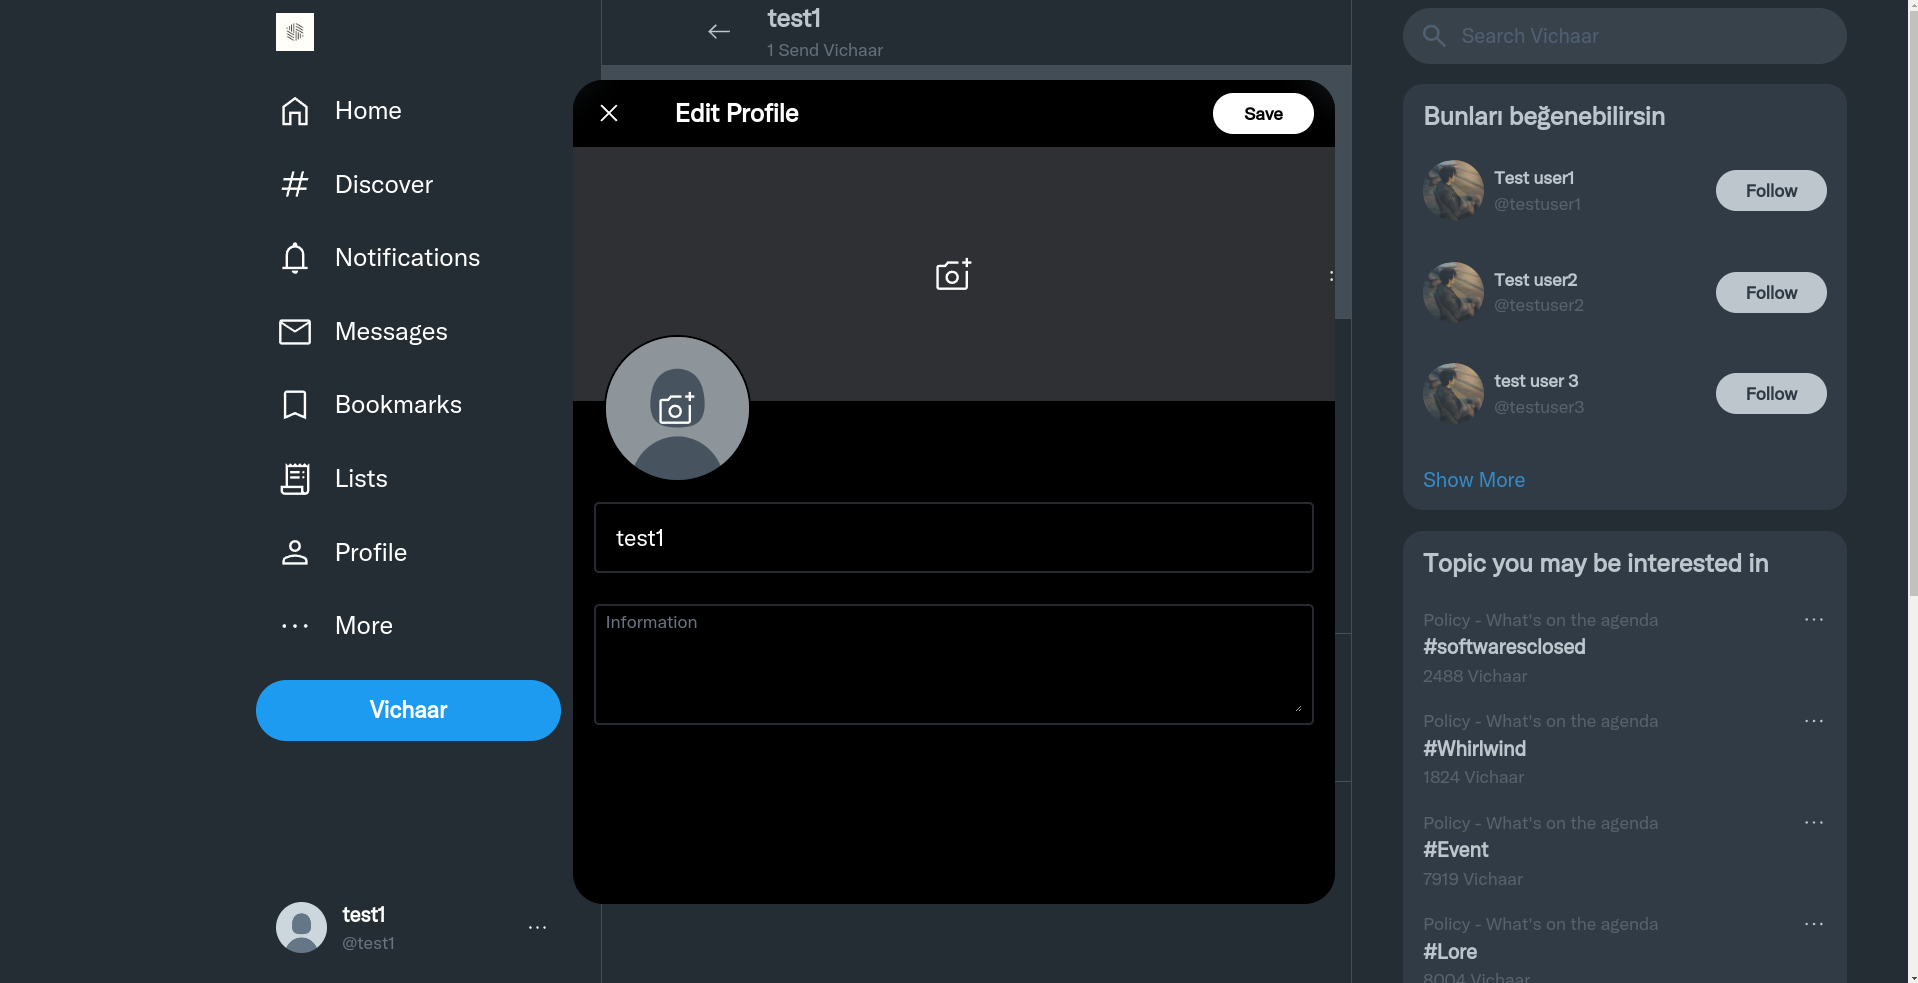 Home
Discover
Notifications
Messages
Bookmarks
Lists
Profile
More
Vichaar
test1
@test1
test1
1 Send Vichaar
Edit Profile
Save
test1
Information
Search Vichaar
Bunları beğenebilirsin
Test user1
@testuser1
Follow
Test user2
@testuser2
Follow
test user 3
@testuser3
Follow
Show More
Topic you may be interested in
Policy - What's on the agenda
#softwaresclosed
2488 Vichaar
Policy - What's on the agenda
#Whirlwind
1824 Vichaar
Policy - What's on the agenda
#Event
7919 Vichaar
Policy - What's on the agenda
#Lore
8004 Vichaar